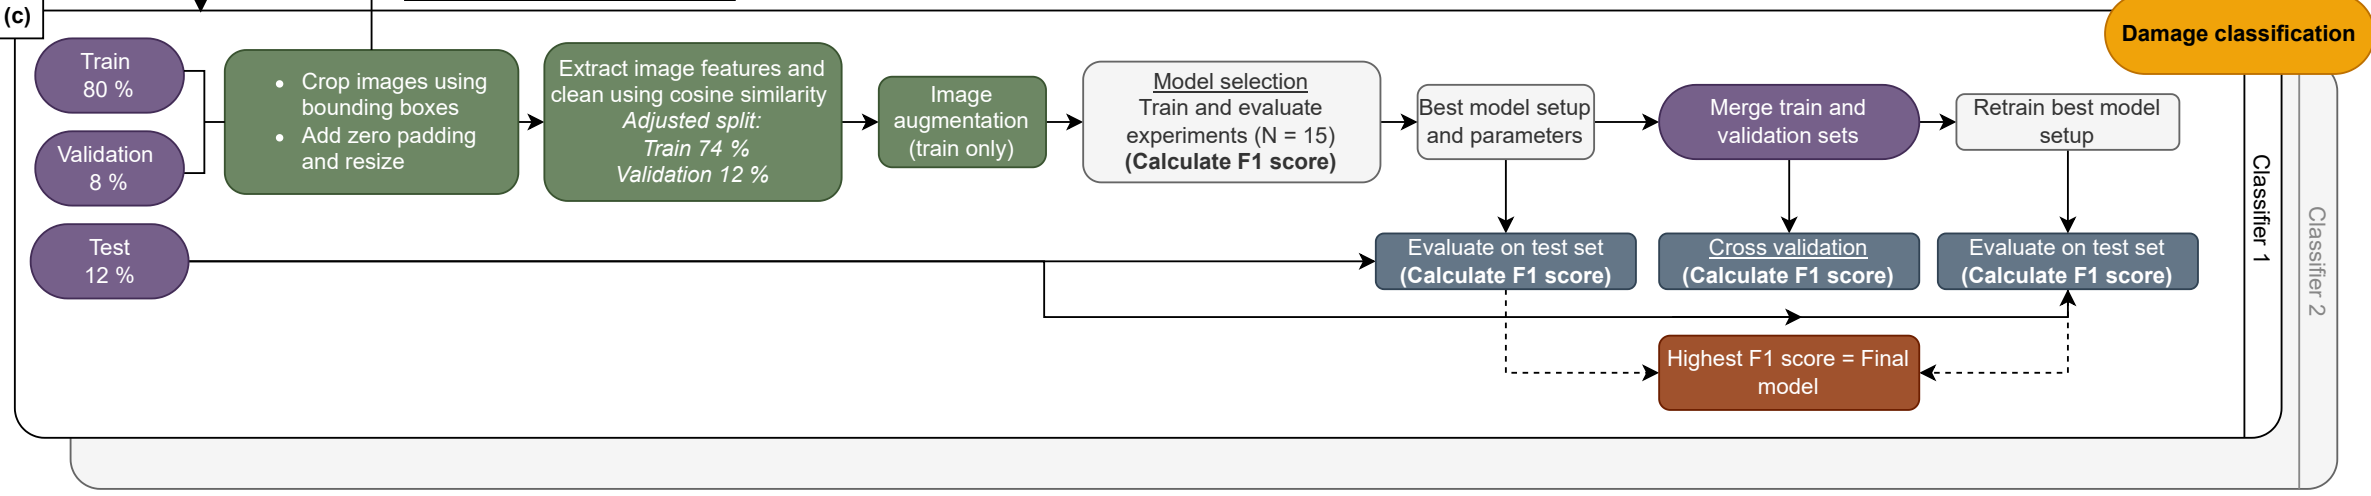 (c)
Damage classification
Train
80 %
Validation
8 %
Test
12 %
• Crop images using
bounding boxes
• Add zero padding
and resize
Extract image features and
clean using cosine similarity
Adjusted split:
Train 74 %
Validation 12 %
Image
augmentation
(train only)
Model selection
Train and evaluate
experiments (N = 15)
(Calculate F1 score)
Best model setup
and parameters
Merge train and
validation sets
Retrain best model
setup
Evaluate on test set
(Calculate F1 score)
Cross validation
(Calculate F1 score)
Evaluate on test set
(Calculate F1 score)
Highest F1 score = Final
model
Classifier 1
Classifier 2